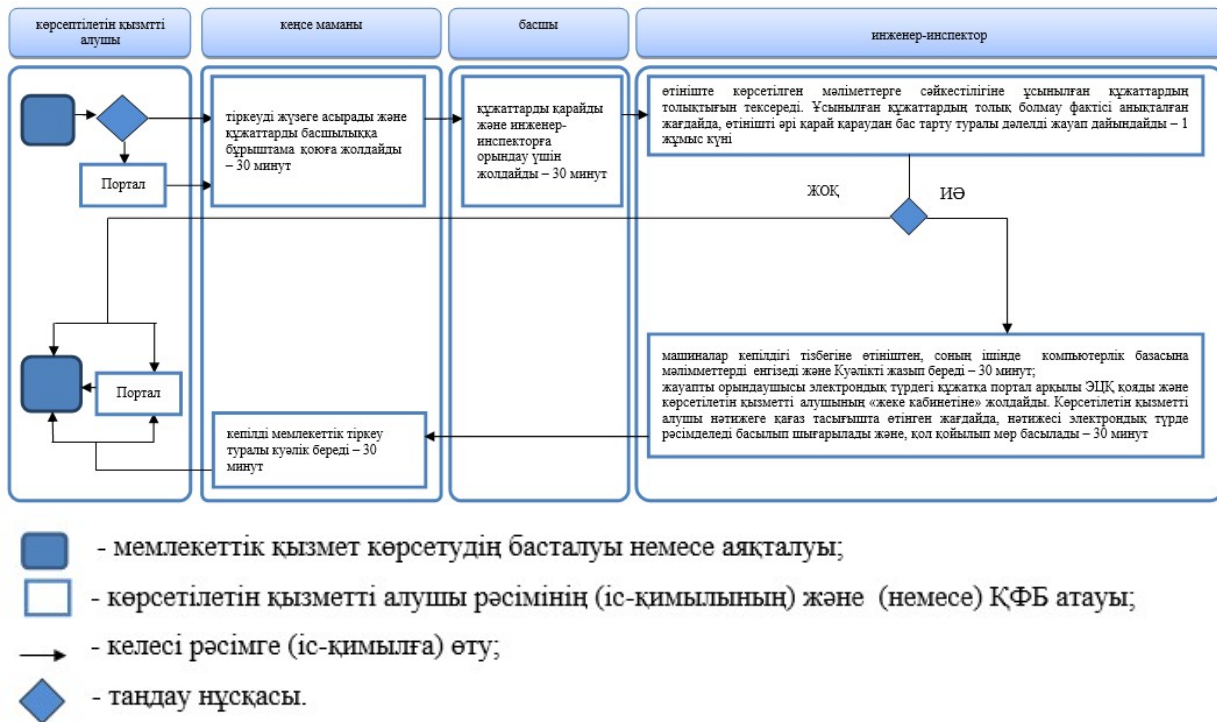 көрсептілетін қызмтті
алушы
кеңсе маманы
басшы
инженер-инспектор
тіркеуді жүзеге асырады және
құжаттарды басшылыққа
бұрыштама қоюға жолдайды
– 30 минут
Портал
құжаттарды қарайды
және инженер-
инспекторға
орындау үшін
жолдайды – 30 минут
өтініште көрсетілген мәліметтерге сәйкестилігіне ұсынылған құжаттардың
толықтығын тексереді. Ұсынылған құжаттардың толық болмау фактісі анықталған
жағдайда, өтінішті әрі қарай қараудан бас тарту туралы дәлелді жауап дайындайды – 1
жұмыс күні
ЖОҚ
ИӘ
Портал
кепілді мемлекеттік тіркеу
туралы куәлік береді – 30
минут
машиналар кепілдігі тізбегіне өтініштен, соның ішінде компьютерлік базасына
мәлімметтерді енгізеді және Куәлікті жазып береді – 30 минут;
жауапты орындаушысы электрондық түрдегі құжатқа портал арқылы ЭЦҚ қояды және
көрсетілетін қызметті алушының «жеке кабинетіне» жолдайды. Көрсетілетін қызметті
алушы нәтижеге қағаз тасығышта өтінген жағдайда, нәтижесі электрондық түрде
рәсімделеді басылып шығарылады және, қол қойылып мөр басылады – 30 минут
- мемлекеттік қызмет көрсетудің басталуы немесе аяқталуы;
- көрсетілетін қызметті алушы рәсімінің (іс-қимылының) және (немесе) ҚФБ атауы;
- келесі рәсімге (іс-қимылға) өту;
- таңдау нұсқасы.